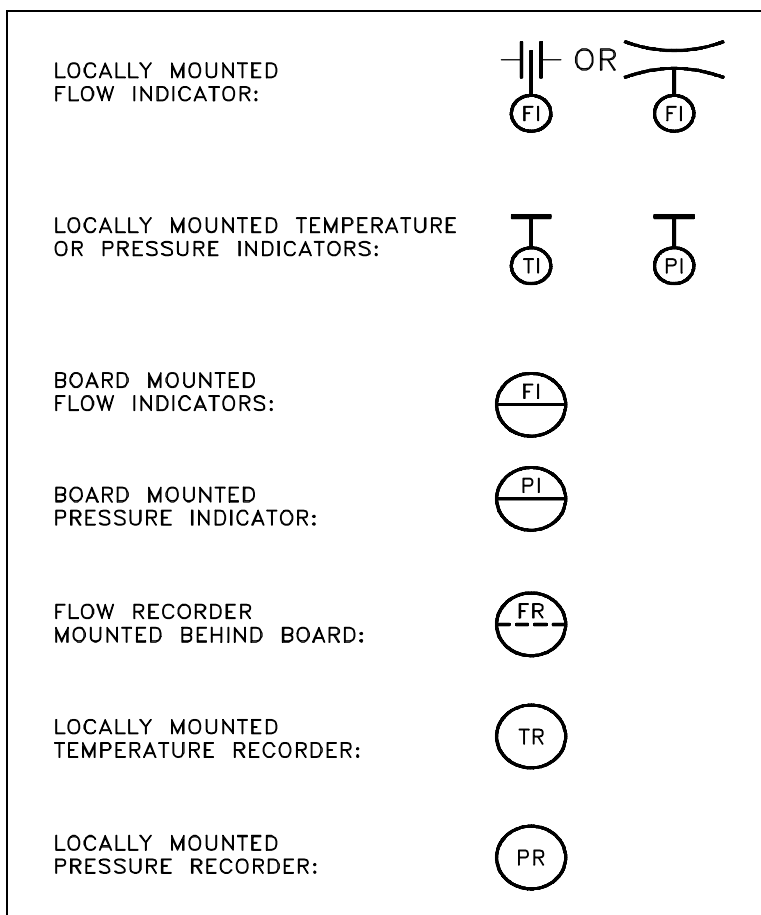 LOCALLY MOUNTED
FLOW INDICATOR:
OR
FI
FI
LOCALLY MOUNTED TEMPERATURE
OR PRESSURE INDICATORS:
TI
PI
BOARD MOUNTED
FLOW INDICATORS:
FI
BOARD MOUNTED
PRESSURE INDICATOR:
PI
FLOW RECORDER
MOUNTED BEHIND BOARD:
FR
LOCALLY MOUNTED
TEMPERATURE RECORDER:
TR
LOCALLY MOUNTED
PRESSURE RECORDER:
PR